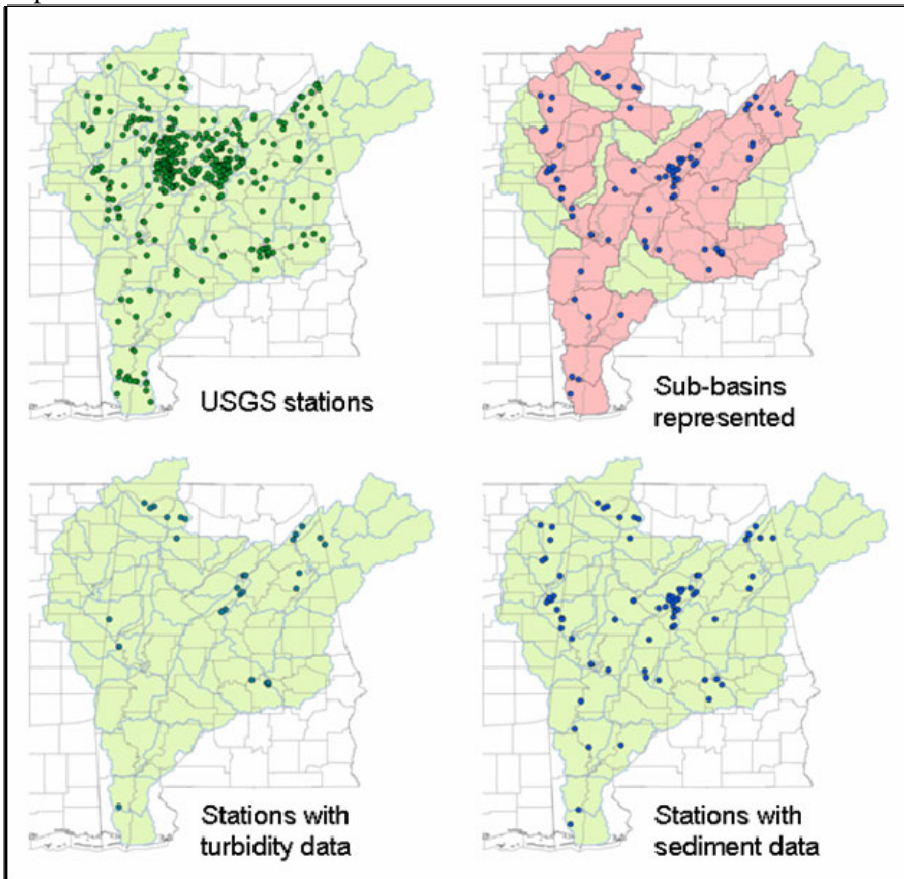 USGS stations
Sub-basins
represented
Stations with
turbidity data
Stations with
sediment data